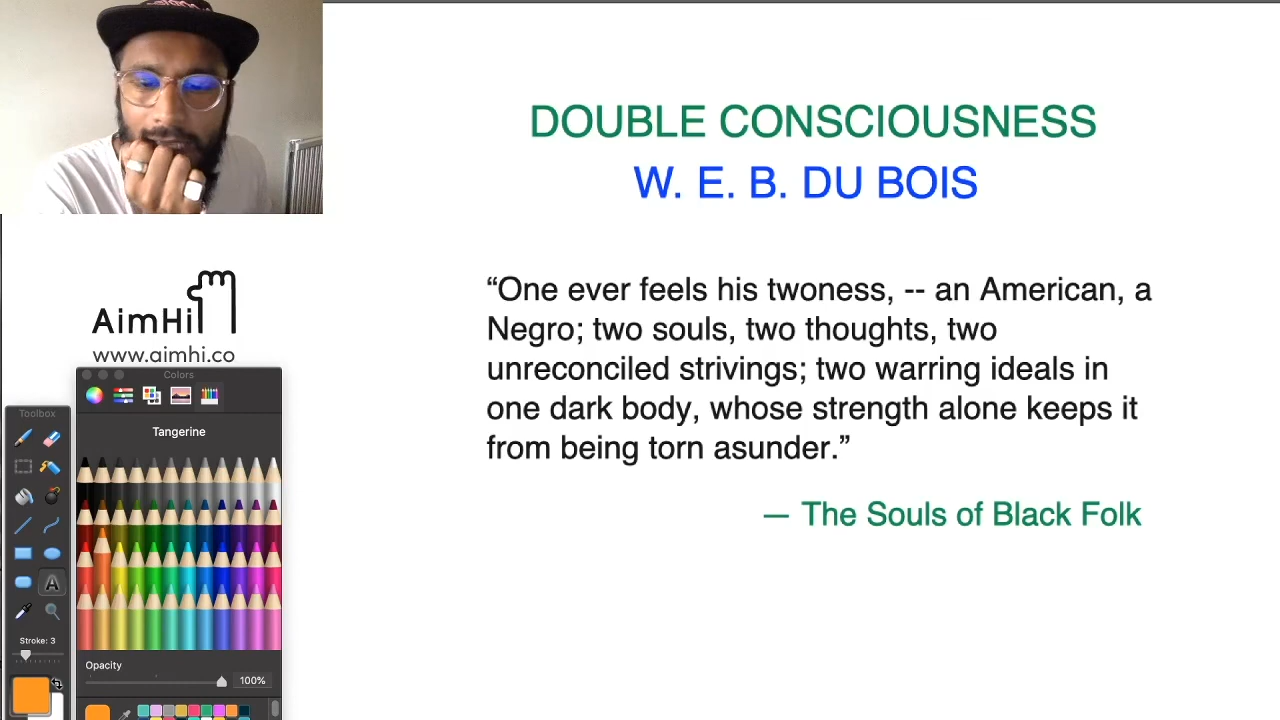 DOUBLE CONSCIOUSNESS
W. E. B. DU BOIS
“One ever feels his twoness, -- an American, a
Negro; two souls, two thoughts, two
unreconciled strivings; two warring ideals in
one dark body, whose strength alone keeps it
from being torn asunder.”
— The Souls of Black Folk
AimHi
www.aimhi.co
Colors
Tangerine
Opacity
100%
Toolbox
A
Stroke: 3